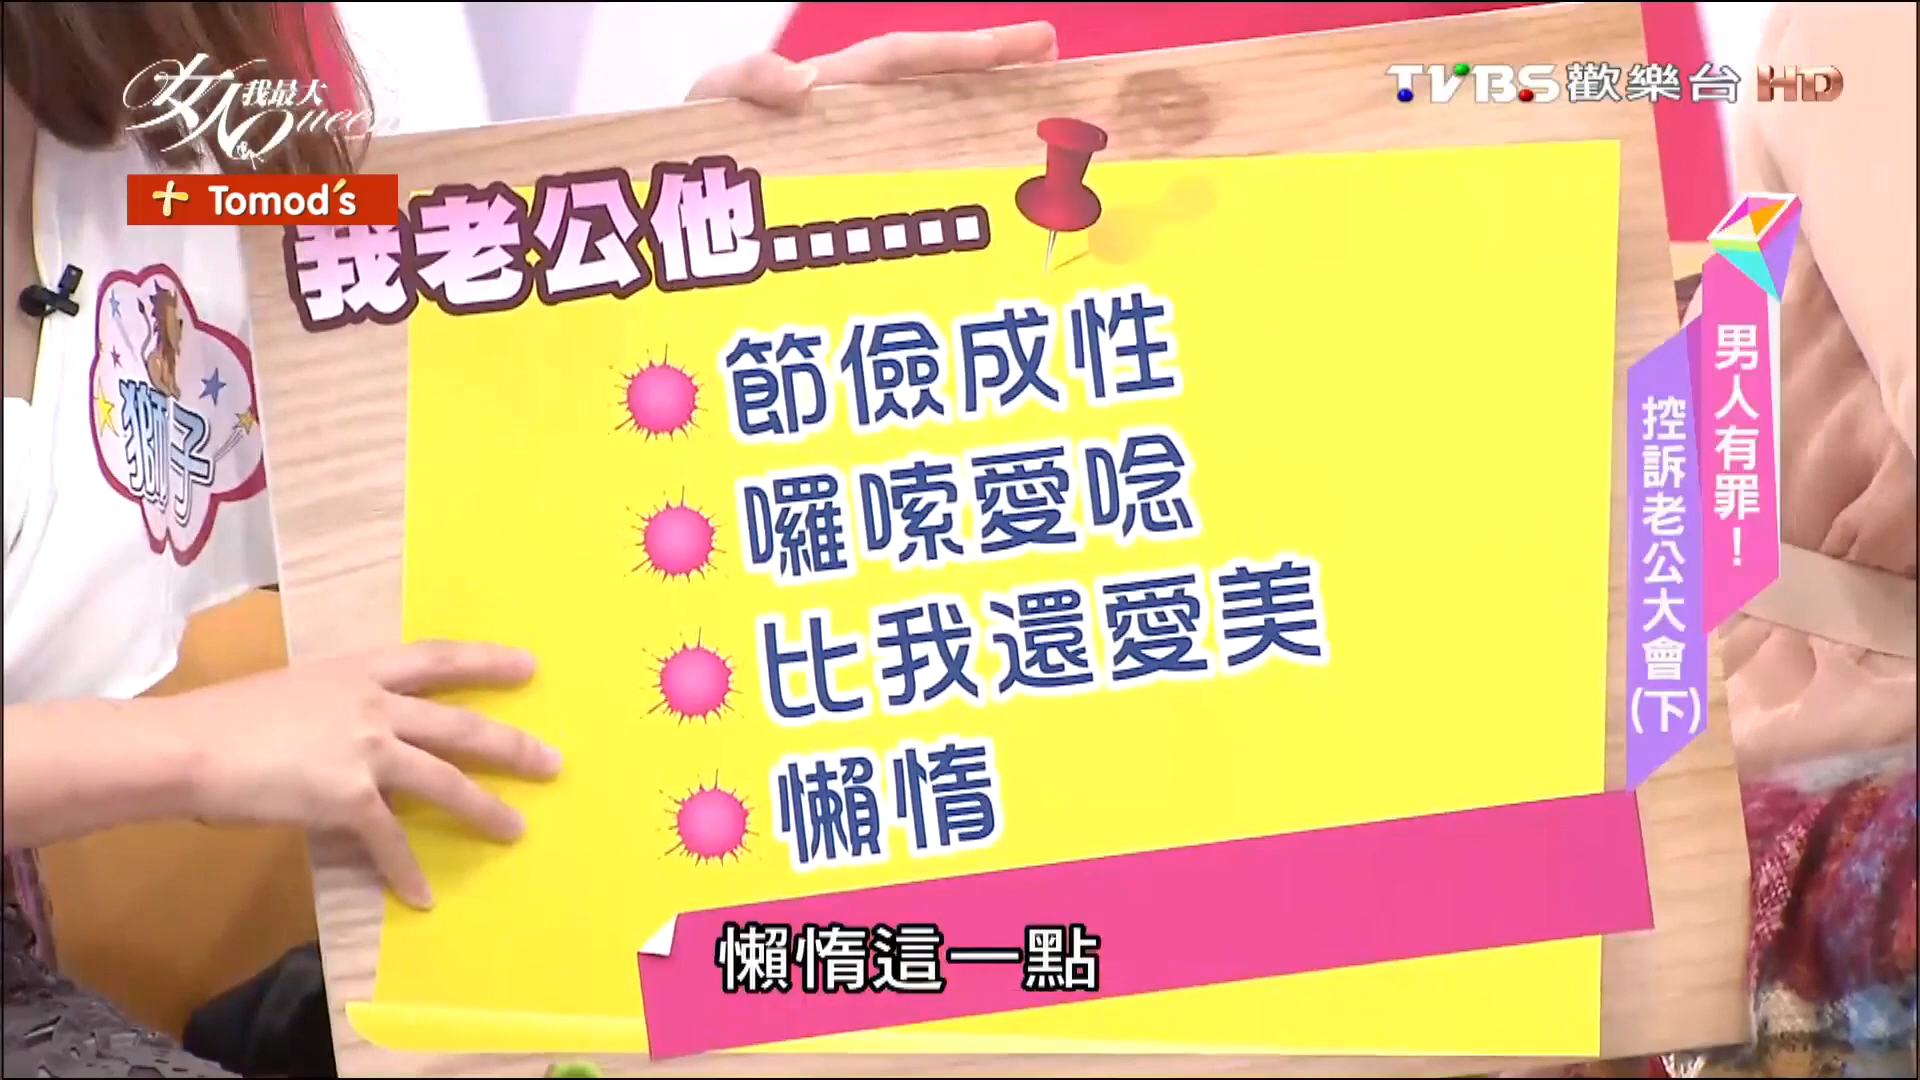 女人我最大
Queen
Tomod's
TVBS歡樂台 HD
我老公他......
節儉成性
囉嗦愛唸
比我還愛美
懶惰
獅子
男人有罪!
控訴老公大會(下)
懶惰這一點